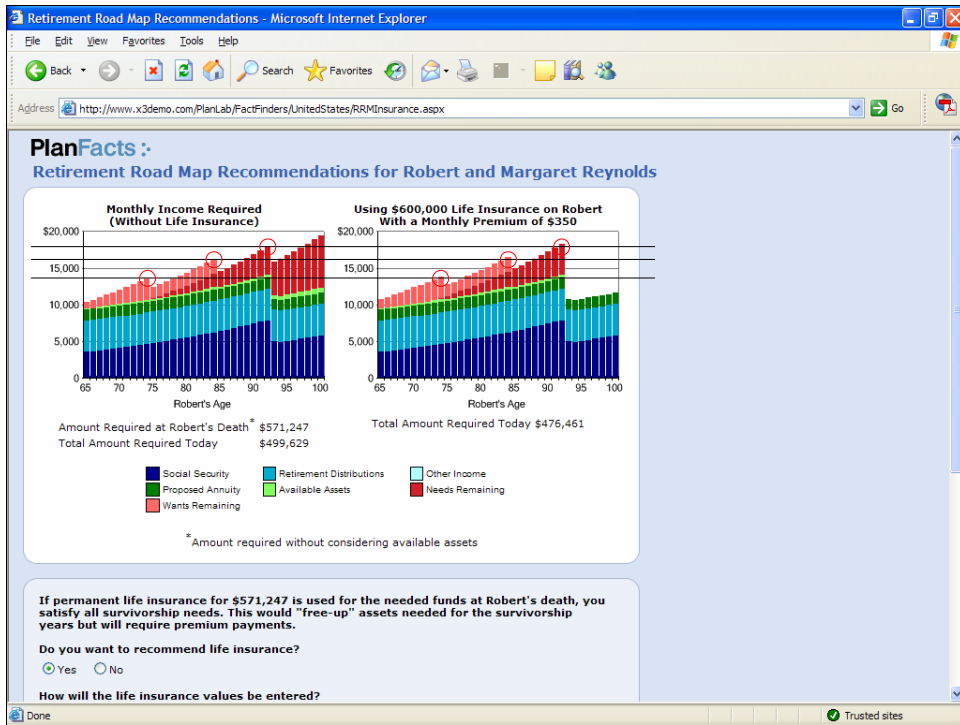 Retirement Road Map Recommendations - Microsoft Internet Explorer
File Edit View Favorites Tools Help
Back Search Favorites
Address http://www.x3demo.com/PlanLab/FactFinders/UnitedStates/RRMInsurance.aspx Go
PlanFacts
Retirement Road Map Recommendations for Robert and Margaret Reynolds
Monthly Income Required
(Without Life Insurance)
$20,000
15,000
10,000
5,000
0
65 70 75 80 85 90 95 100
Robert's Age
Amount Required at Robert's Death* $571,247
Total Amount Required Today $499,629
Using $600,000 Life Insurance on Robert
With a Monthly Premium of $350
$20,000
15,000
10,000
5,000
0
65 70 75 80 85 90 95 100
Robert's Age
Total Amount Required Today $476,461
Social Security Retirement Distributions Other Income
Proposed Annuity Available Assets Needs Remaining
Wants Remaining
*Amount required without considering available assets
If permanent life insurance for $571,247 is used for the needed funds at Robert's death, you
satisfy all survivorship needs. This would "free-up" assets needed for the survivorship
years but will require premium payments.
Do you want to recommend life insurance?
Yes No
How will the life insurance values be entered?
Done Trusted sites